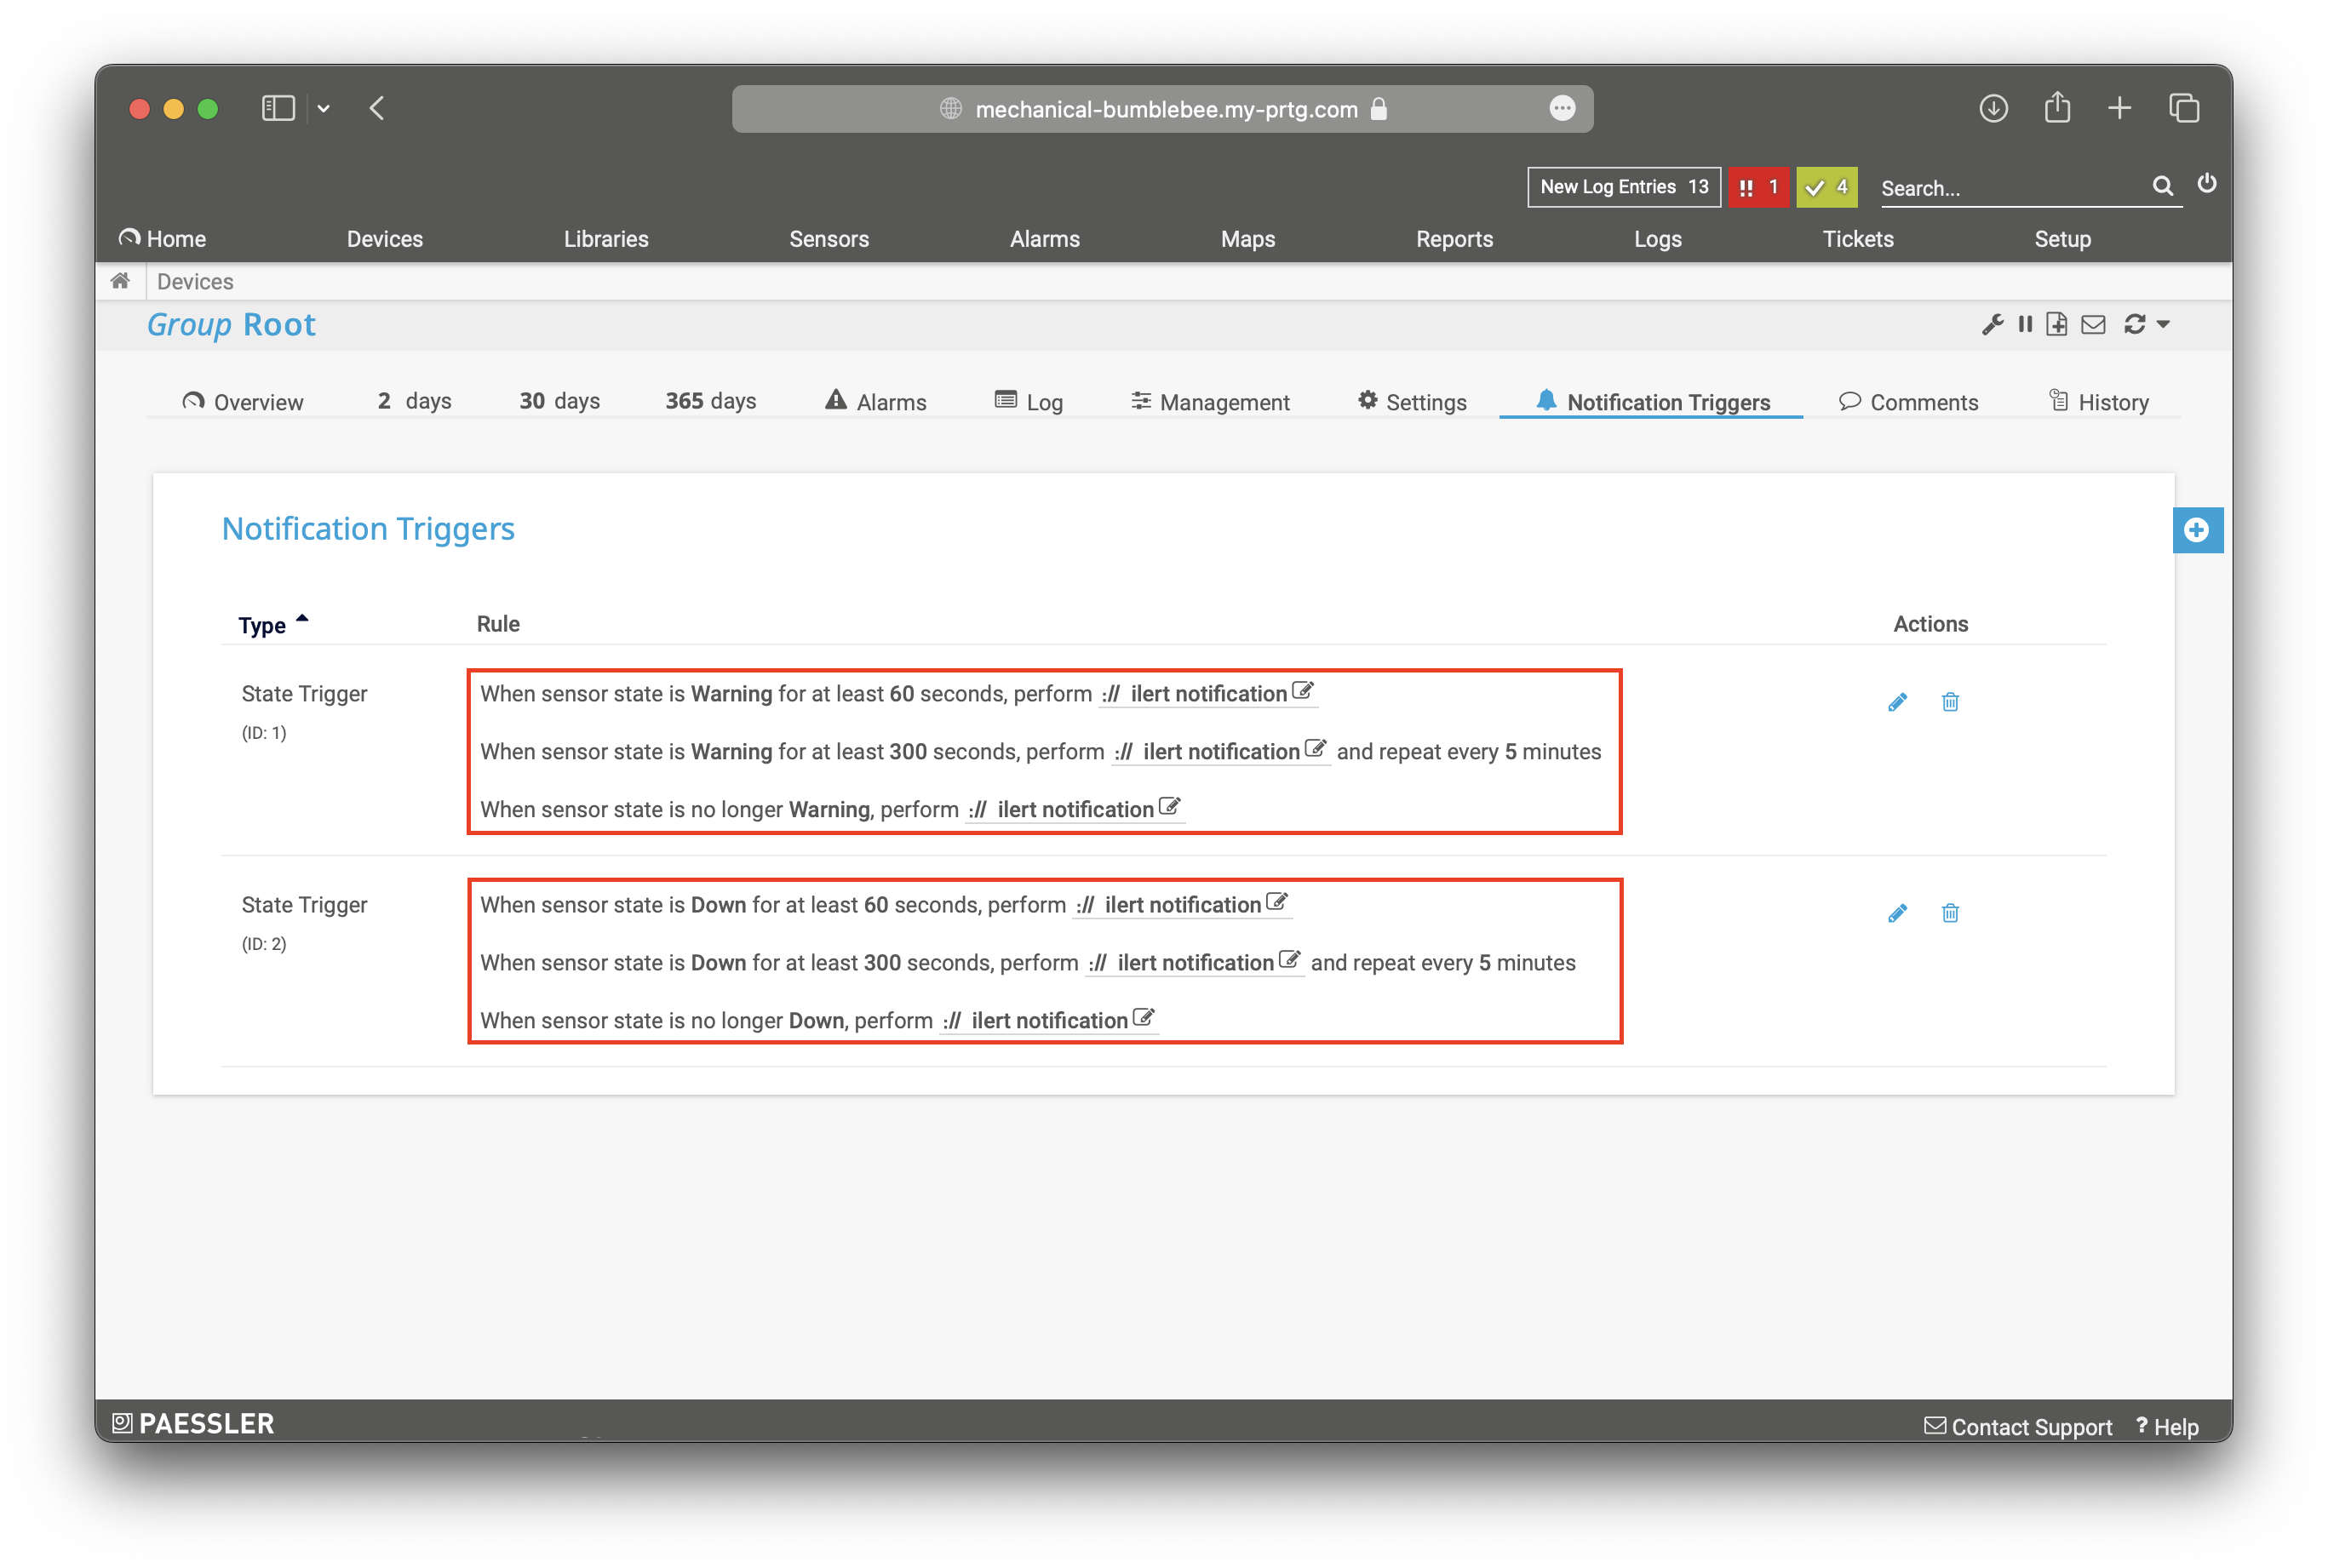 mechanical-bumblebee.my-prtg.com
New Log Entries 13 !! 1 4 Search...
Home Devices Libraries Sensors Alarms Maps Reports Logs Tickets Setup
Devices
Group Root
Overview 2 days 30 days 365 days Alarms Log Management Settings Notification Triggers Comments History
Notification Triggers
Type Rule Actions
State Trigger When sensor state is Warning for at least 60 seconds, perform :// ilert notification
(ID: 1)
When sensor state is Warning for at least 300 seconds, perform :// ilert notification and repeat every 5 minutes
When sensor state is no longer Warning, perform :// ilert notification
State Trigger When sensor state is Down for at least 60 seconds, perform :// ilert notification
(ID: 2)
When sensor state is Down for at least 300 seconds, perform :// ilert notification and repeat every 5 minutes
When sensor state is no longer Down, perform :// ilert notification
PAESSLER Contact Support ? Help